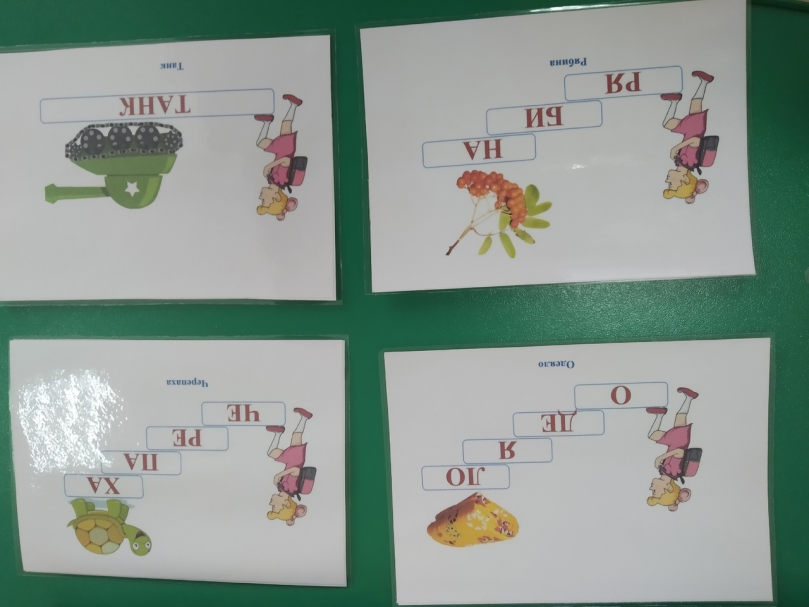 О
ДЕ
Я
ЛО
Одеяло
ЧЕ
РЕ
ПА
ХА
Черепаха
РЯ
БИ
НА
Рябина
ТАНК
Танк